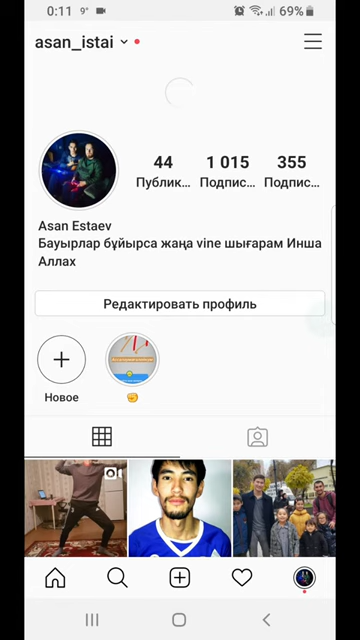 0:11 9° 69%
asan_istai
44 1 015 355
Публик... Подпис... Подпис...
Asan Estaev
Бауырлар бұйырса жаңа vine шығарам Инша
Аллах
Редактировать профиль
Новое